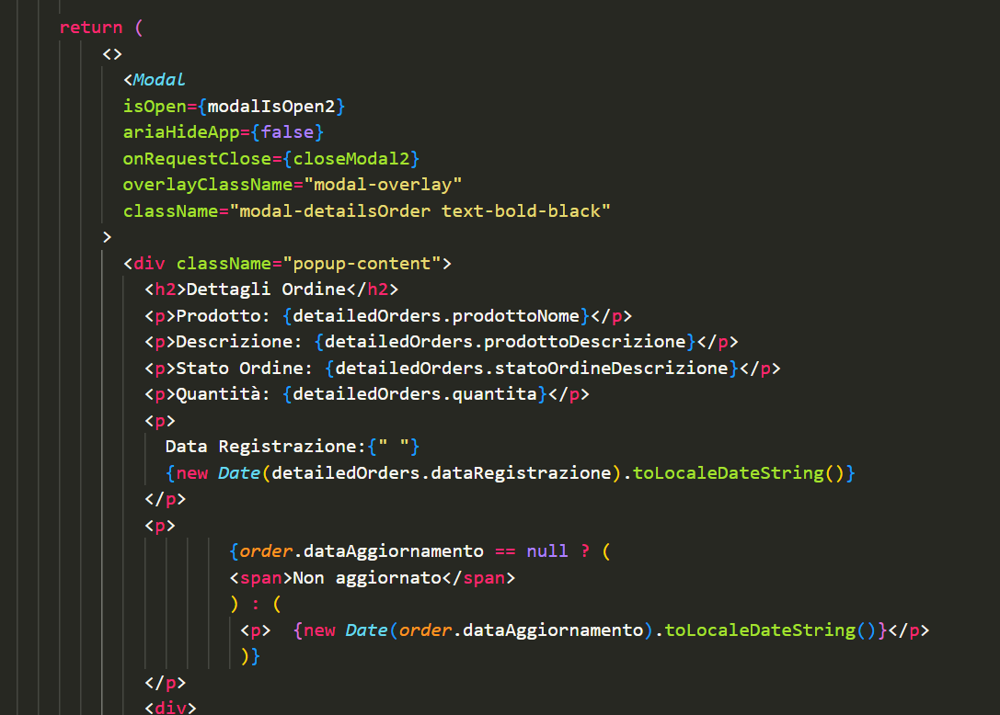 return (
<>
<Modal
isOpen={modalIsOpen2}
ariaHideApp={false}
onRequestClose={closeModal2}
overlayClassName="modal-overlay"
className="modal-detailsOrder text-bold-black"
>
<div className="popup-content">
<h2>Dettagli Ordine</h2>
<p>Prodotto: {detailedOrders.prodottoNome}</p>
<p>Descrizione: {detailedOrders.prodottoDescrizione}</p>
<p>Stato Ordine: {detailedOrders.statoOrdineDescrizione}</p>
<p>Quantità: {detailedOrders.quantita}</p>
<p>
Data Registrazione:{" "}
{new Date(detailedOrders.dataRegistrazione).toLocaleDateString()}
</p>
<p>
{order.dataAggiornamento == null ? (
<span>Non aggiornato</span>
) : (
<p>  {new Date(order.dataAggiornamento).toLocaleDateString()}</p>
)}
</p>
<div>